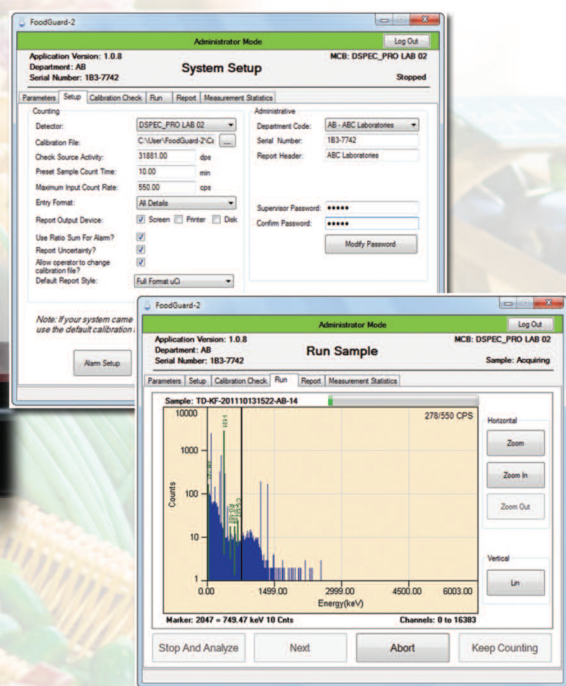 FoodGuard-2
Administrator Mode
Log Out
Application Version: 1.0.8
MCB: DSPEC_PRO LAB 02
Department: AB
System Setup
Serial Number: 1B3-7742
Stopped
Parameters Setup Calibration Check Run Report Measurement Statistics
Counting
Detector: DSPEC_PRO LAB 02
Calibration File: C:\User\FoodGuard-2\Ca ...
Check Source Activity: 31881.00 dps
Preset Sample Count Time: 10.00 min
Maximum Input Count Rate: 550.00 cps
Entry Format: All Details
Report Output Device: Screen Printer Disk
Use Ratio Sum For Alarm?
Report Uncertainty?
Allow operator to change
calibration file?
Default Report Style: Full Format uCi
Administrative
Department Code: AB - ABC Laboratories
Serial Number: 1B3-7742
Report Header: ABC Laboratories
Supervisor Password: •••••
Confirm Password: •••••
Modify Password
Note: If your system came
use the default calibration
Alarm Setup
FoodGuard-2
Administrator Mode
Log Out
Application Version: 1.0.8
MCB: DSPEC_PRO LAB 02
Department: AB
Run Sample
Serial Number: 1B3-7742
Sample: Acquiring
Parameters Setup Calibration Check Run Report Measurement Statistics
Sample: TD-KF-201110131522-AB-14
278/550 CPS
Counts
10000
1000
100
10
1
I-131
0.00 1499.00 2999.00 4500.00 6003.00
Energy(keV)
Marker: 2047 = 749.47 keV 10 Cnts
Channels: 0 to 16383
Horizontal
Zoom
Zoom In
Zoom Out
Vertical
Lin
Stop And Analyze Next Abort Keep Counting